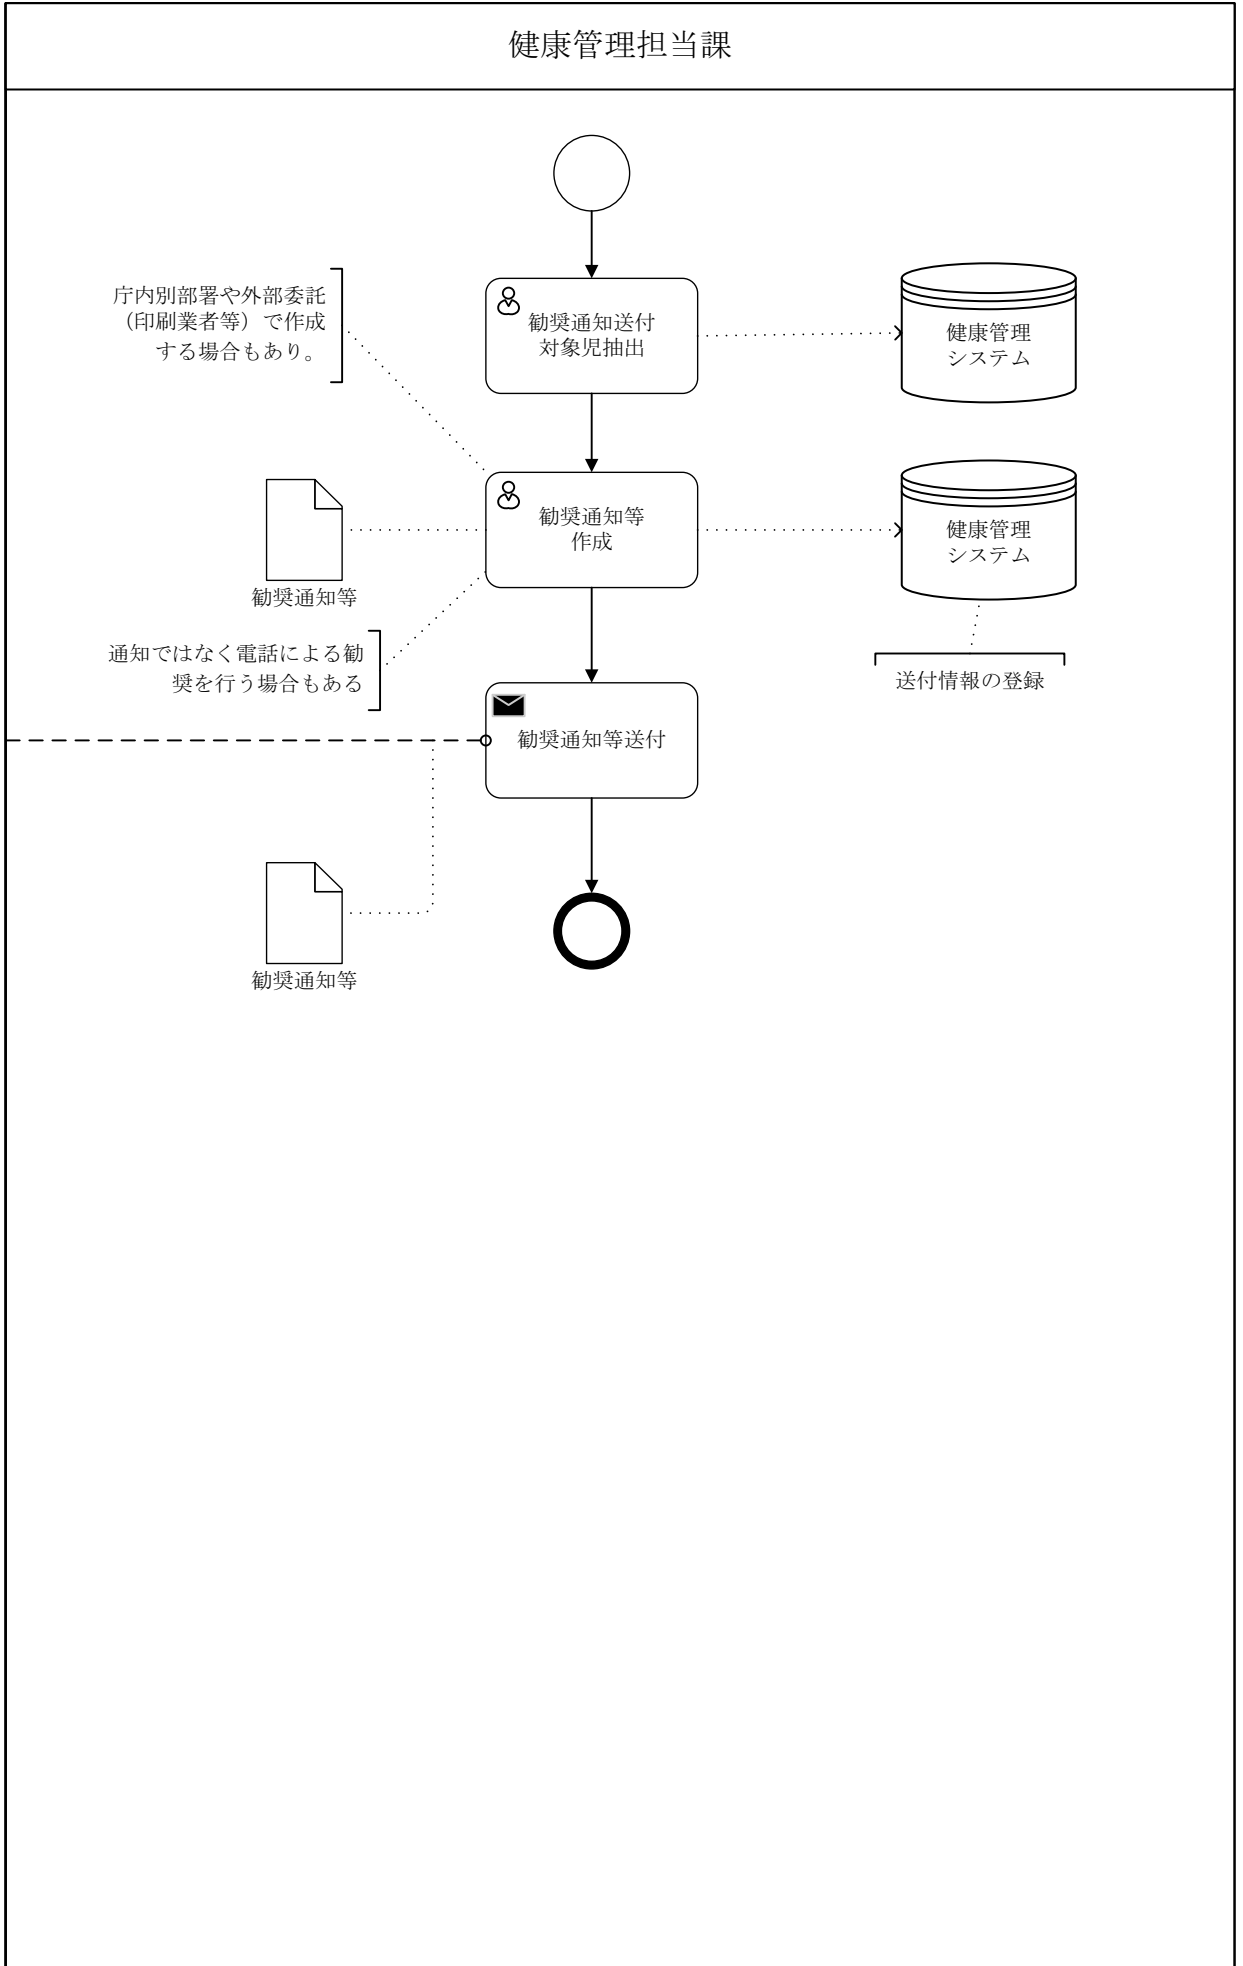 健康管理担当課
庁内別部署や外部委託
（印刷業者等）で作成
する場合もあり。
勧奨通知送付
対象児抽出
健康管理
システム
勧奨通知等
作成
健康管理
システム
勧奨通知等
通知ではなく電話による勧
奨を行う場合もある
送付情報の登録
勧奨通知等送付
勧奨通知等